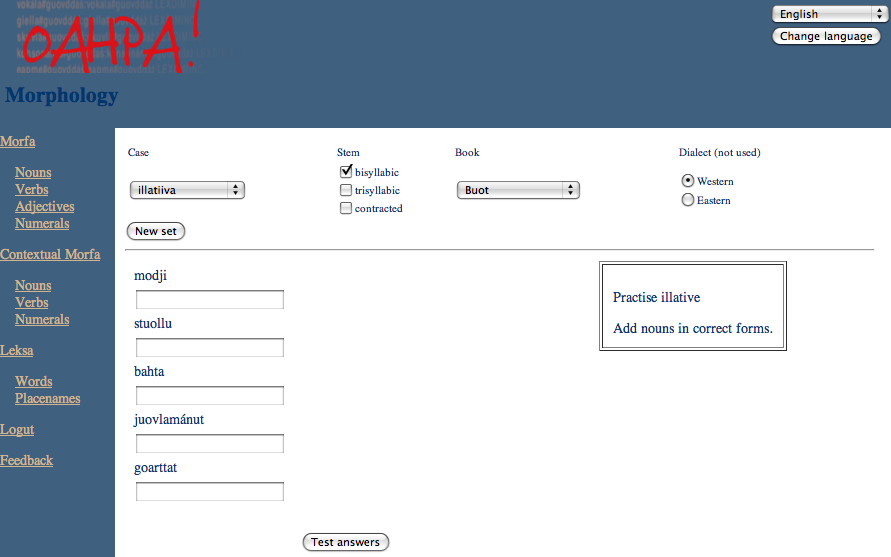 OAHPA!
English
Change language
Morphology
Morfa
Nouns
Verbs
Adjectives
Numerals
Contextual Morfa
Nouns
Verbs
Numerals
Leksa
Words
Placenames
Logut
Feedback
Case
illatiiva
Stem
bisyllabic
trisyllabic
contracted
Book
Buot
Dialect (not used)
Western
Eastern
New set
modji
stuollu
bahta
juovlamánut
goarttat
Practise illative
Add nouns in correct forms.
Test answers